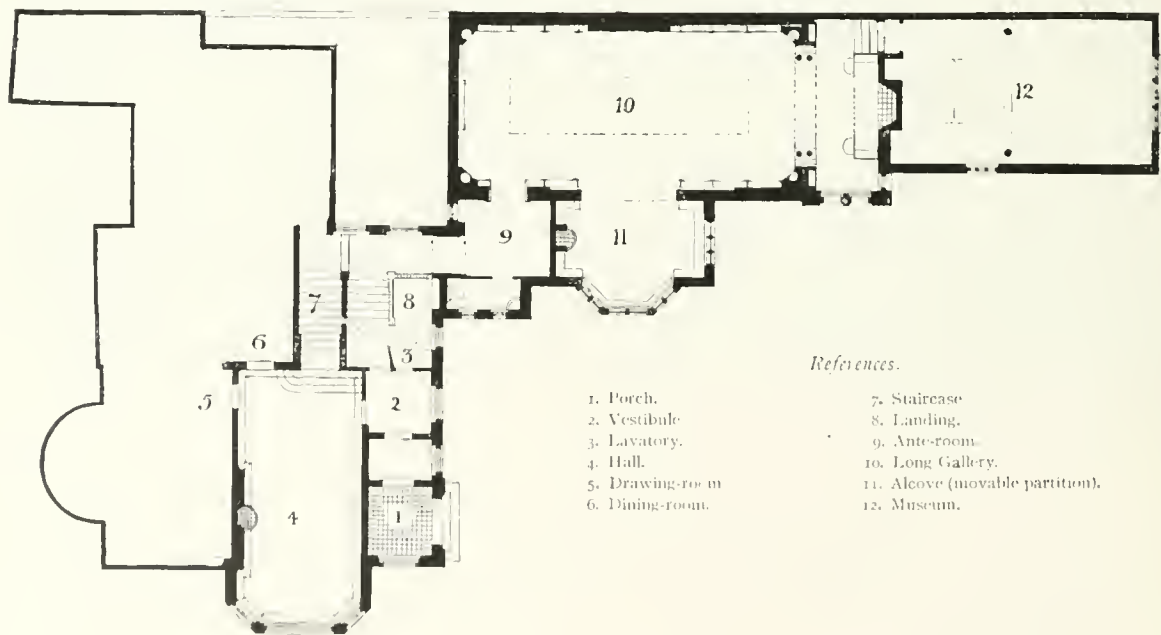 10
12
9
11
7
8
6
3
5
2
4
1
References.
1. Porch.
2. Vestibule
3. Lavatory.
4. Hall.
5. Drawing-room
6. Dining-room.
7. Staircase
8. Landing.
9. Ante-room.
10. Long Gallery.
11. Alcove (movable partition).
12. Museum.